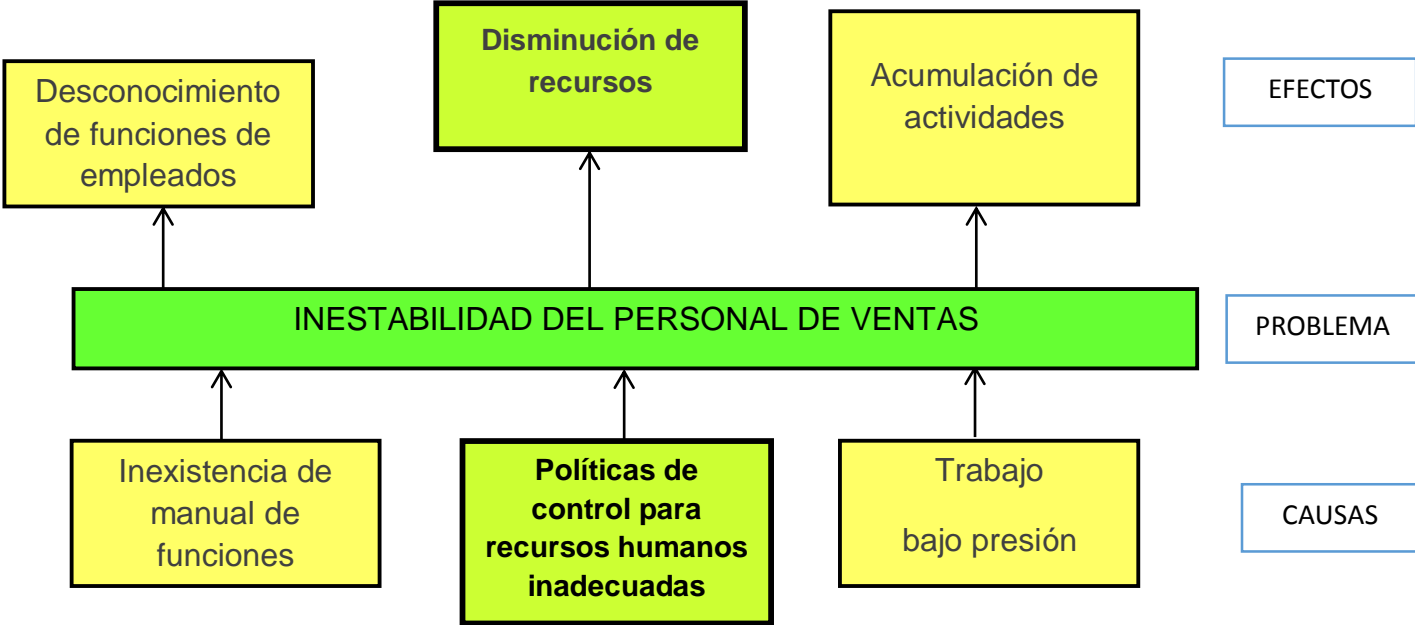 Desconocimiento
de funciones de
empleados
Disminución de
recursos
Acumulación de
actividades
EFECTOS
INESTABILIDAD DEL PERSONAL DE VENTAS
PROBLEMA
Inexistencia de
manual de
funciones
Políticas de
control para
recursos humanos
inadecuadas
Trabajo
bajo presión
CAUSAS